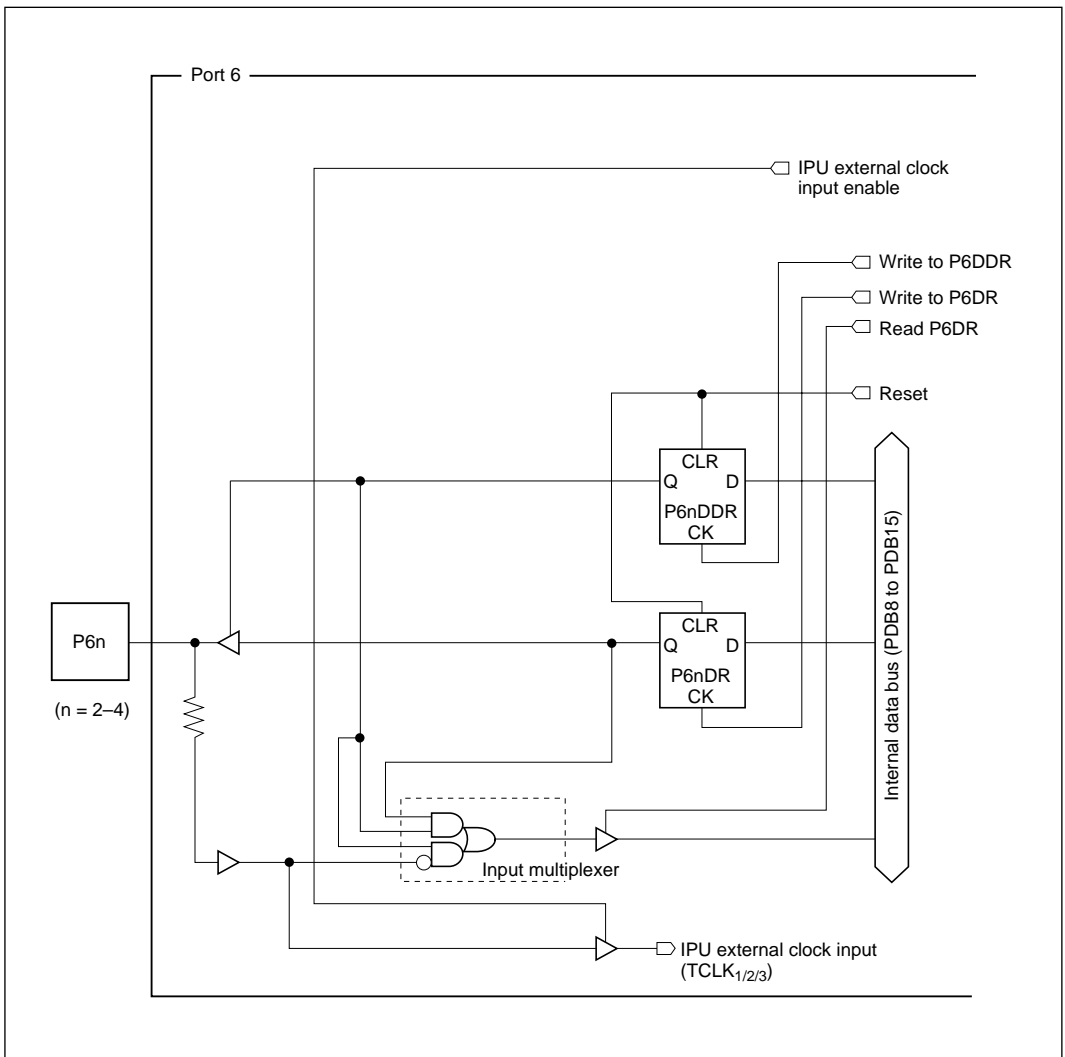 Port 6
IPU external clock
input enable
Write to P6DDR
Write to P6DR
Read P6DR
Reset
CLR
Q D
P6nDDR
CK
P6n
(n = 2–4)
CLR
Q D
P6nDR
CK
Internal data bus (PDB8 to PDB15)
Input multiplexer
IPU external clock input
(TCLK1/2/3)